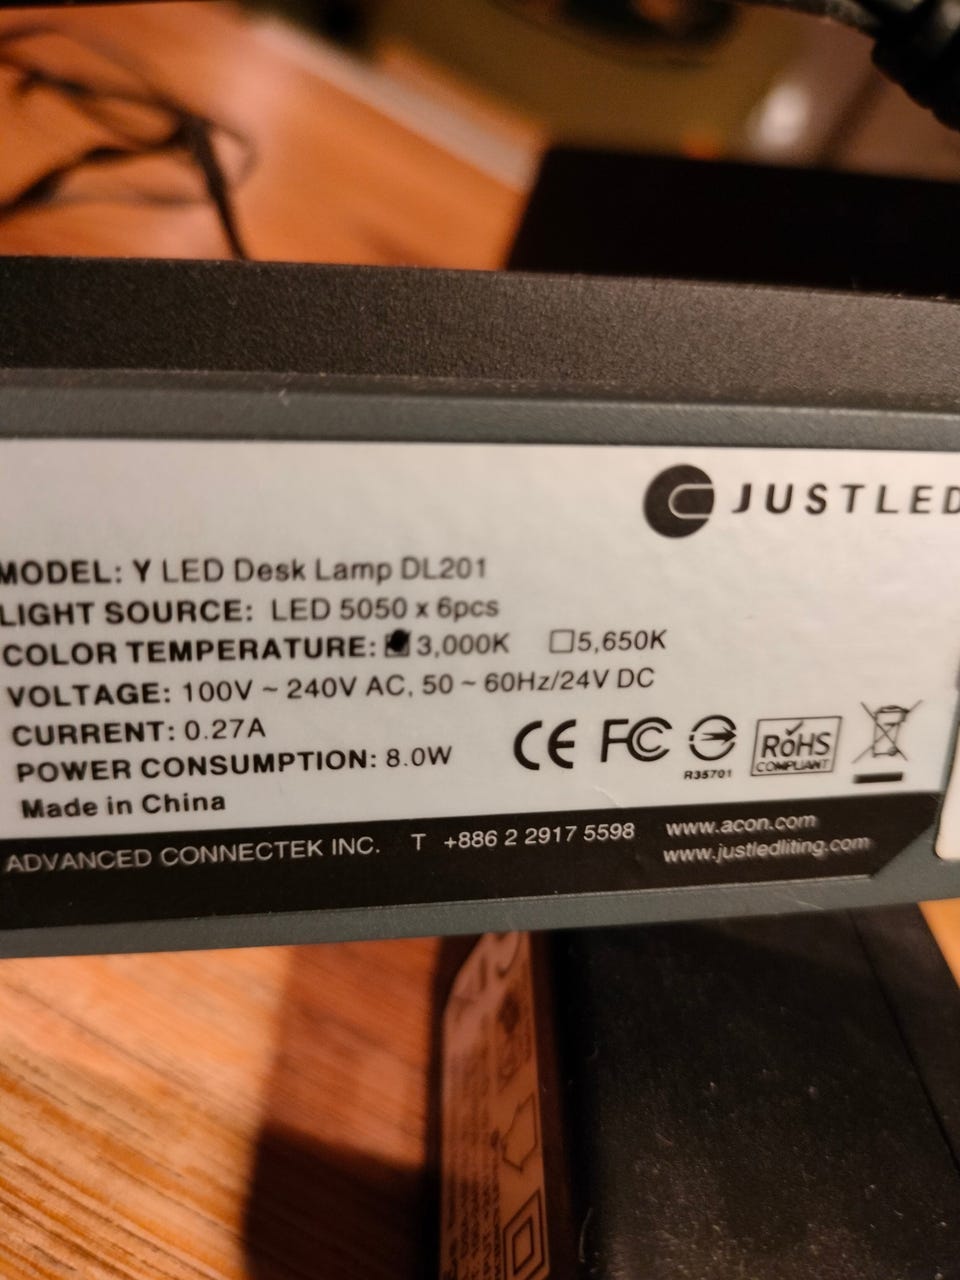 JUSTLED
MODEL: Y LED Desk Lamp DL201
LIGHT SOURCE: LED 5050 x 6pcs
COLOR TEMPERATURE: 3,000K 5,650K
VOLTAGE: 100V ~ 240V AC, 50 ~ 60Hz/24V DC
CURRENT: 0.27A
POWER CONSUMPTION: 8.0W
CE FC R35701 RoHS COMPLIANT
Made in China
ADVANCED CONNECTEK INC. T +886 2 2917 5598
www.acon.com
www.justledliting.com